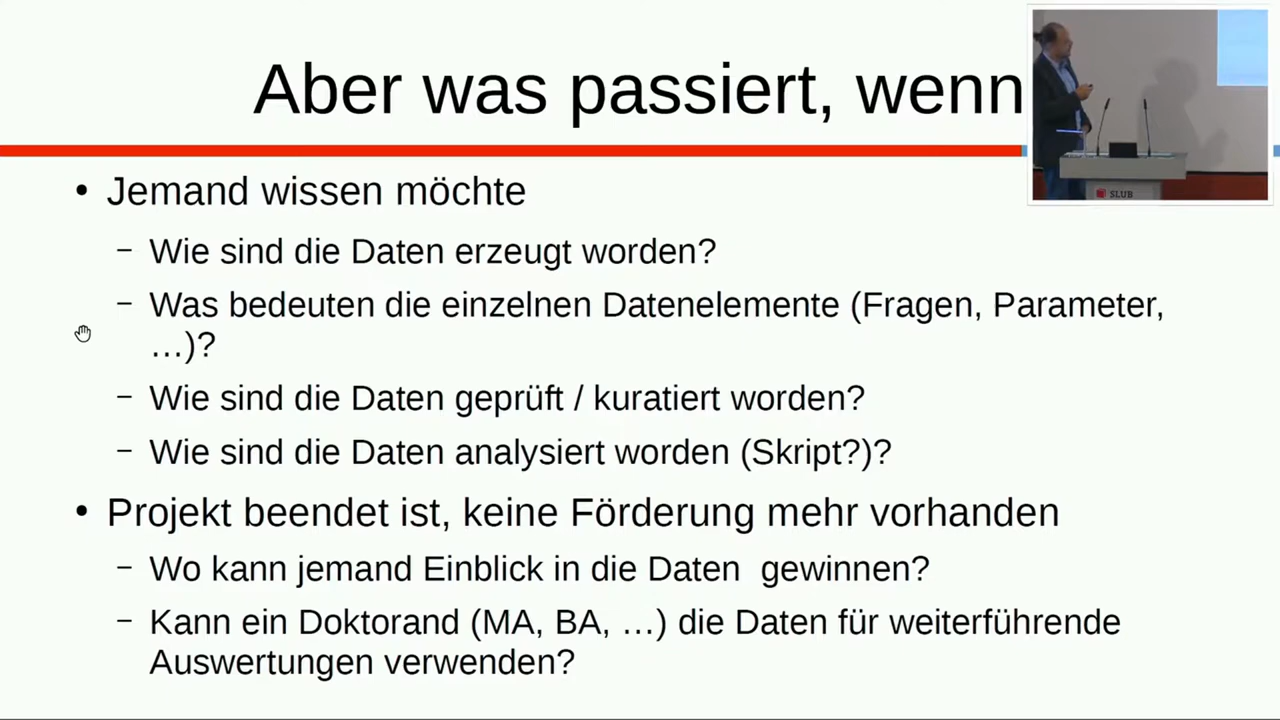 Aber was passiert, wenn
• Jemand wissen möchte
– Wie sind die Daten erzeugt worden?
– Was bedeuten die einzelnen Datenelemente (Fragen, Parameter,
…)?
– Wie sind die Daten geprüft / kuratiert worden?
– Wie sind die Daten analysiert worden (Skript?)?
• Projekt beendet ist, keine Förderung mehr vorhanden
– Wo kann jemand Einblick in die Daten  gewinnen?
– Kann ein Doktorand (MA, BA, …) die Daten für weiterführende
Auswertungen verwenden?
SLUB